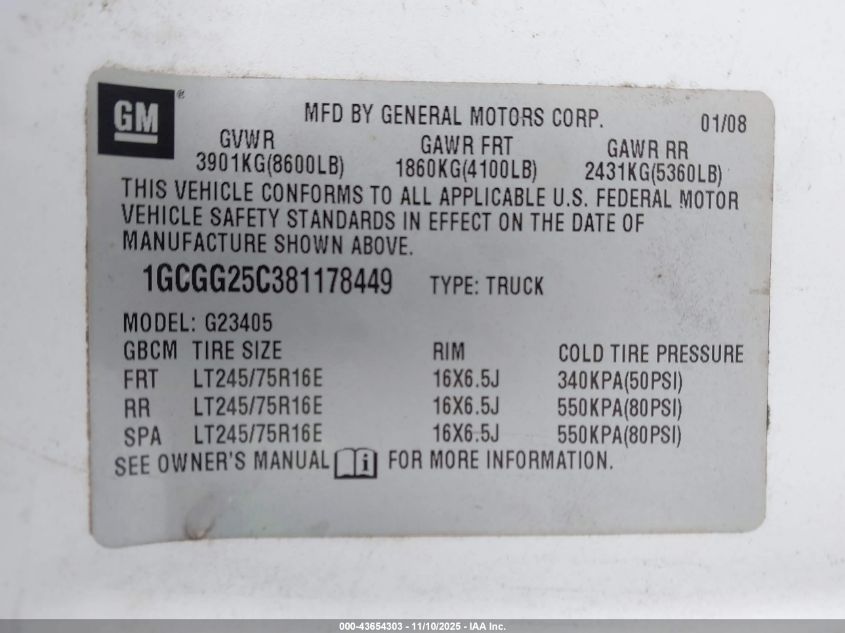 GM® MFD BY GENERAL MOTORS CORP. 01/08
GVWR GAWR FRT GAWR RR
3901KG(8600LB) 1860KG(4100LB) 2431KG(5360LB)
THIS VEHICLE CONFORMS TO ALL APPLICABLE U.S. FEDERAL MOTOR
VEHICLE SAFETY STANDARDS IN EFFECT ON THE DATE OF
MANUFACTURE SHOWN ABOVE.
1GCGG25C381178449 TYPE: TRUCK
MODEL: G23405
GBCM TIRE SIZE RIM COLD TIRE PRESSURE
FRT LT245/75R16E 16X6.5J 340KPA(50PSI)
RR LT245/75R16E 16X6.5J 550KPA(80PSI)
SPA LT245/75R16E 16X6.5J 550KPA(80PSI)
SEE OWNER'S MANUAL i FOR MORE INFORMATION.
000-43654303 - 11/10/2025 - IAA Inc.